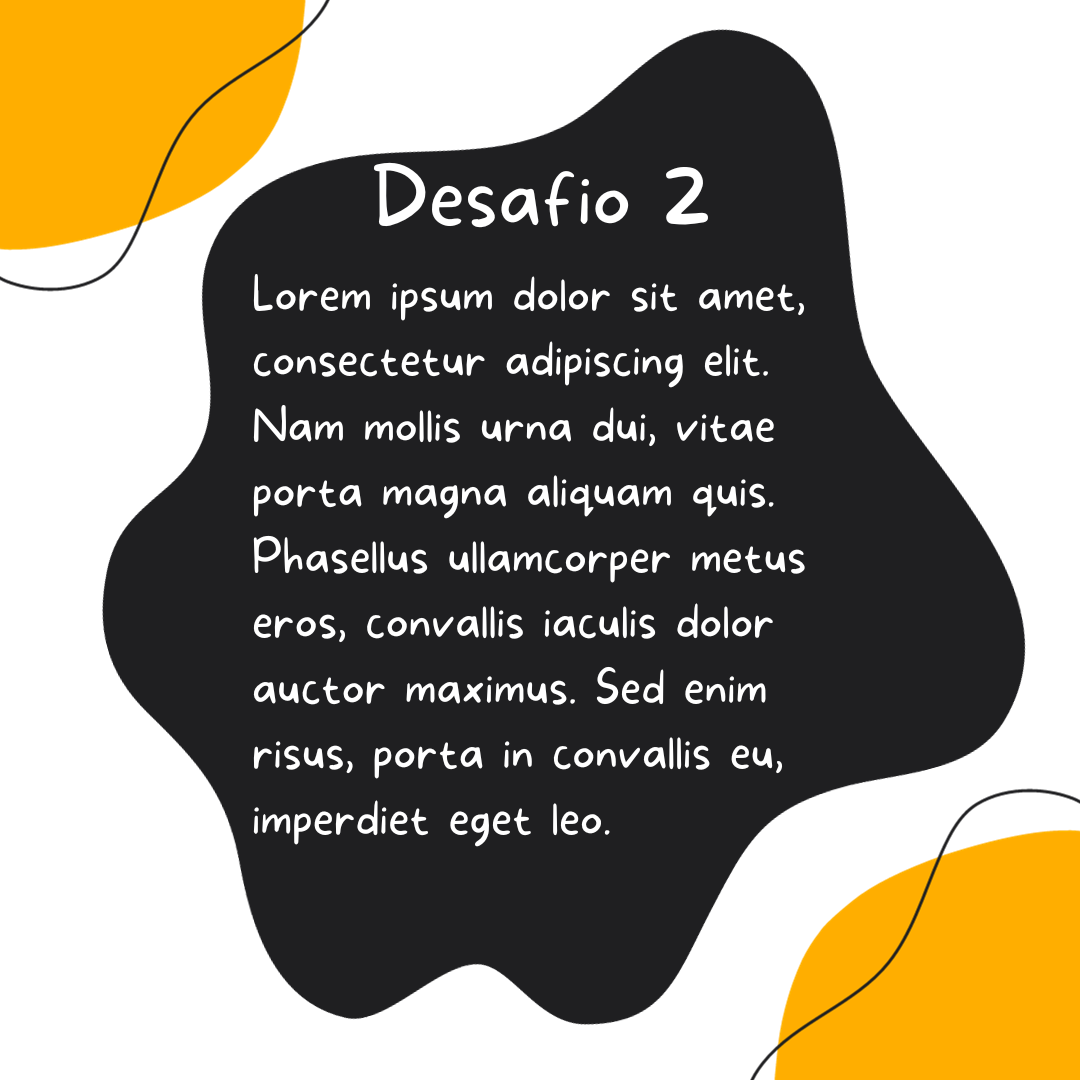 Desafio 2
Lorem ipsum dolor sit amet,
consectetur adipiscing elit.
Nam mollis urna dui, vitae
porta magna aliquam quis.
Phasellus ullamcorper metus
eros, convallis iaculis dolor
auctor maximus. Sed enim
risus, porta in convallis eu,
imperdiet eget leo.